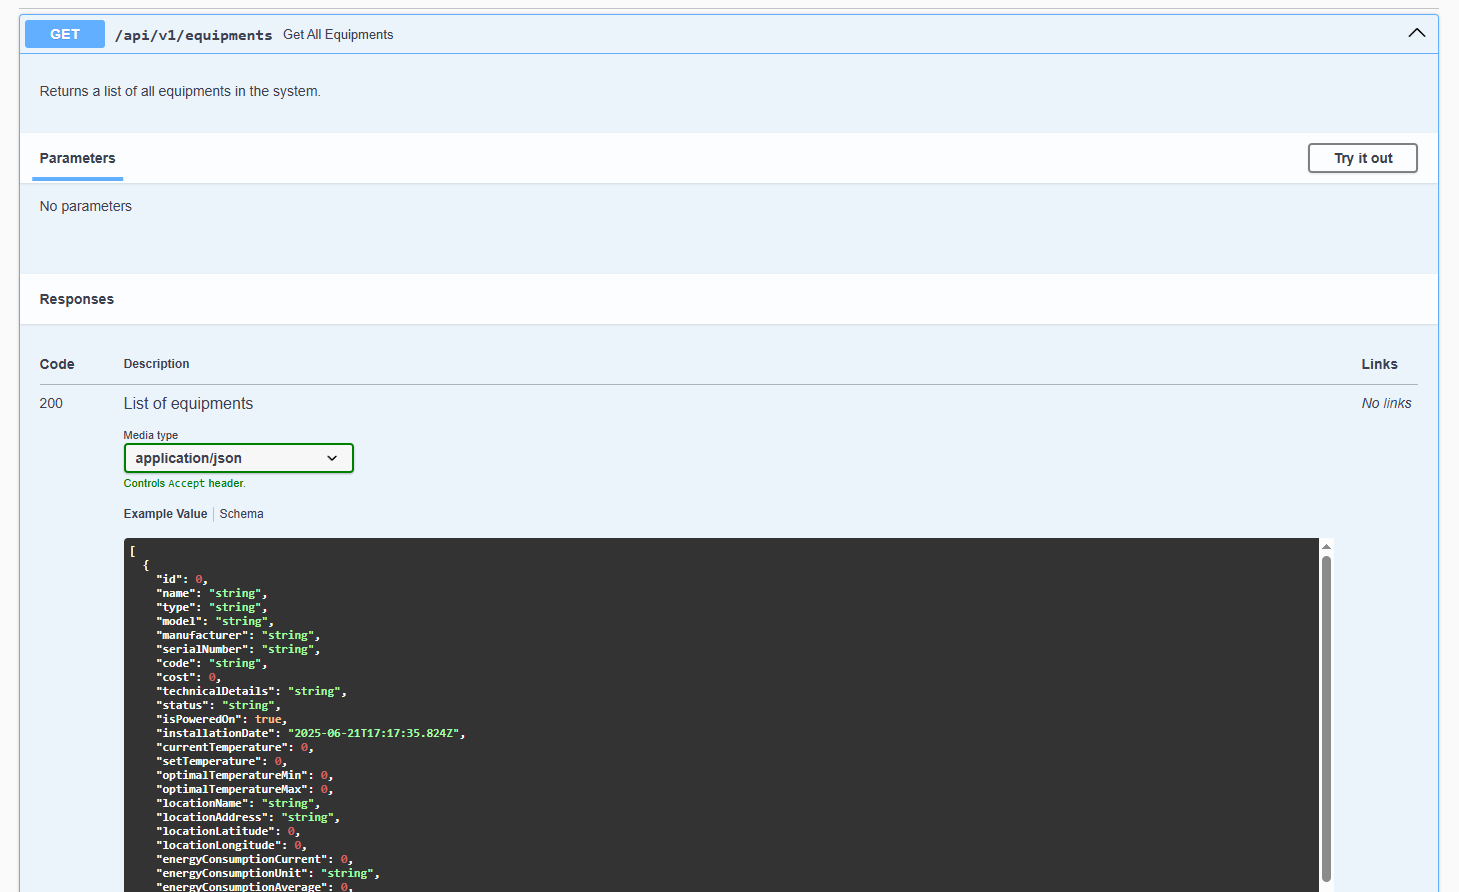 GET /api/v1/equipments Get All Equipments
Returns a list of all equipments in the system.
Parameters
Try it out
No parameters
Responses
Code Description Links
200 List of equipments No links
Media type
application/json
Controls Accept header.
Example Value Schema
[
{
"id": 0,
"name": "string",
"type": "string",
"model": "string",
"manufacturer": "string",
"serialNumber": "string",
"code": "string",
"cost": 0,
"technicalDetails": "string",
"status": "string",
"isPoweredOn": true,
"installationDate": "2025-06-21T17:17:35.824Z",
"currentTemperature": 0,
"setTemperature": 0,
"optimalTemperatureMin": 0,
"optimalTemperatureMax": 0,
"locationName": "string",
"locationAddress": "string",
"locationLatitude": 0,
"locationLongitude": 0,
"energyConsumptionCurrent": 0,
"energyConsumptionUnit": "string",
"energyConsumptionAverage": 0,